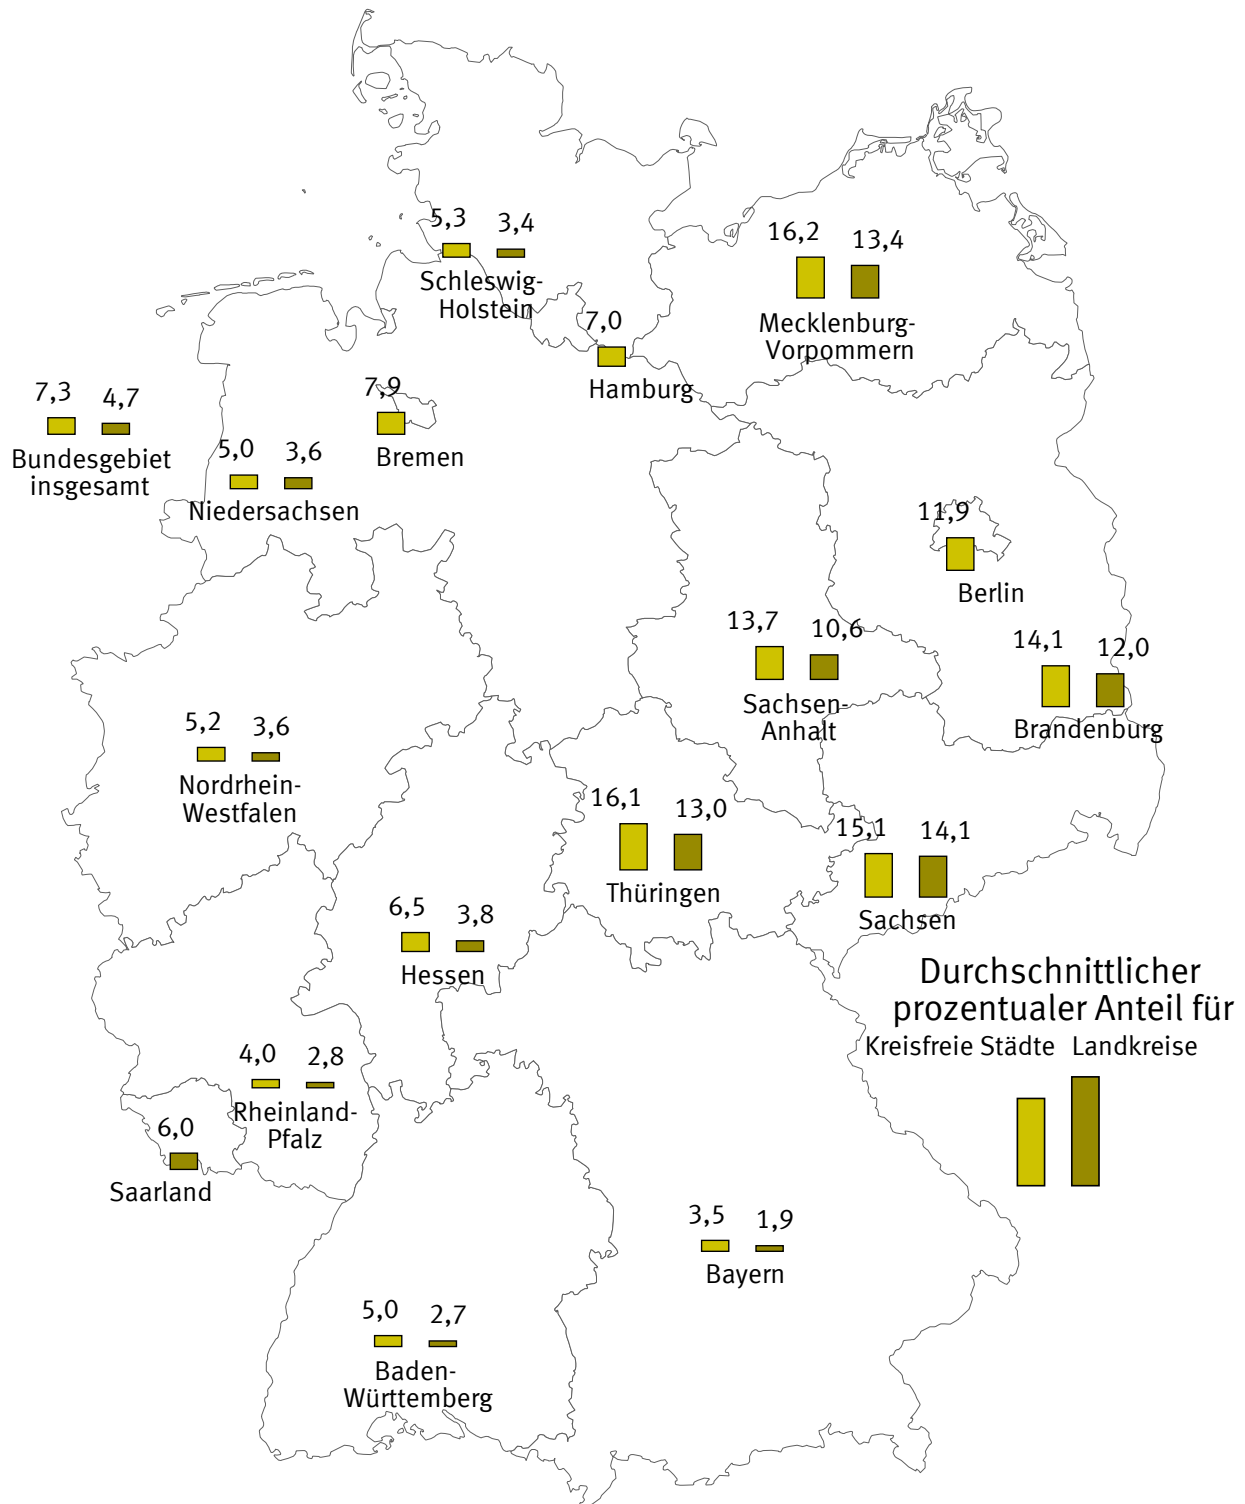 5,3 3,4
Schleswig-
Holstein
16,2 13,4
Mecklenburg-
Vorpommern
7,0
Hamburg
7,9
Bremen
7,3 4,7
Bundesgebiet
insgesamt
5,0 3,6
Niedersachsen
11,9
Berlin
13,7 10,6
Sachsen-
Anhalt
14,1 12,0
Brandenburg
5,2 3,6
Nordrhein-
Westfalen
16,1 13,0
Thüringen
15,1 14,1
Sachsen
6,5 3,8
Hessen
Durchschnittlicher
prozentualer Anteil für
Kreisfreie Städte Landkreise
4,0 2,8
Rheinland-
Pfalz
6,0
Saarland
3,5 1,9
Bayern
5,0 2,7
Baden-
Württemberg